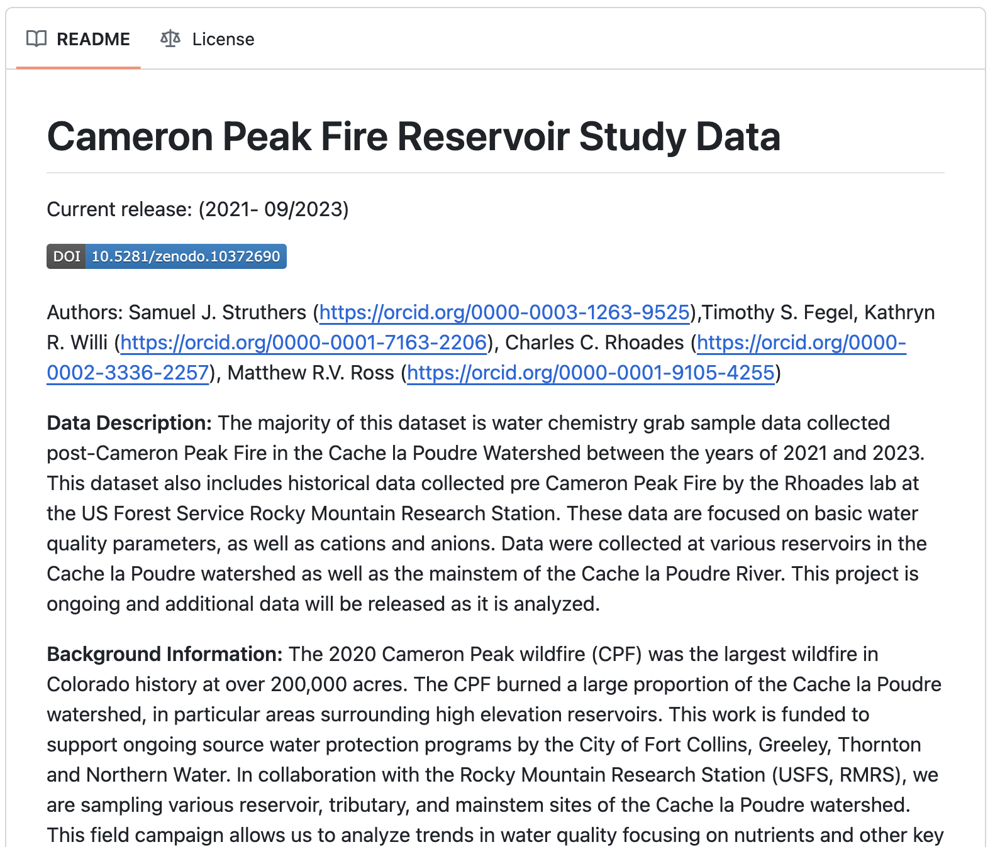 README License
Cameron Peak Fire Reservoir Study Data
Current release: (2021- 09/2023)
DOI 10.5281/zenodo.10372690
Authors: Samuel J. Struthers (https://orcid.org/0000-0003-1263-9525),Timothy S. Fegel, Kathryn
R. Willi (https://orcid.org/0000-0001-7163-2206), Charles C. Rhoades (https://orcid.org/0000-
0002-3336-2257), Matthew R.V. Ross (https://orcid.org/0000-0001-9105-4255)
Data Description: The majority of this dataset is water chemistry grab sample data collected
post-Cameron Peak Fire in the Cache la Poudre Watershed between the years of 2021 and 2023.
This dataset also includes historical data collected pre Cameron Peak Fire by the Rhoades lab at
the US Forest Service Rocky Mountain Research Station. These data are focused on basic water
quality parameters, as well as cations and anions. Data were collected at various reservoirs in the
Cache la Poudre watershed as well as the mainstem of the Cache la Poudre River. This project is
ongoing and additional data will be released as it is analyzed.
Background Information: The 2020 Cameron Peak wildfire (CPF) was the largest wildfire in
Colorado history at over 200,000 acres. The CPF burned a large proportion of the Cache la Poudre
watershed, in particular areas surrounding high elevation reservoirs. This work is funded to
support ongoing source water protection programs by the City of Fort Collins, Greeley, Thornton
and Northern Water. In collaboration with the Rocky Mountain Research Station (USFS, RMRS), we
are sampling various reservoir, tributary, and mainstem sites of the Cache la Poudre watershed.
This field campaign allows us to analyze trends in water quality focusing on nutrients and other key